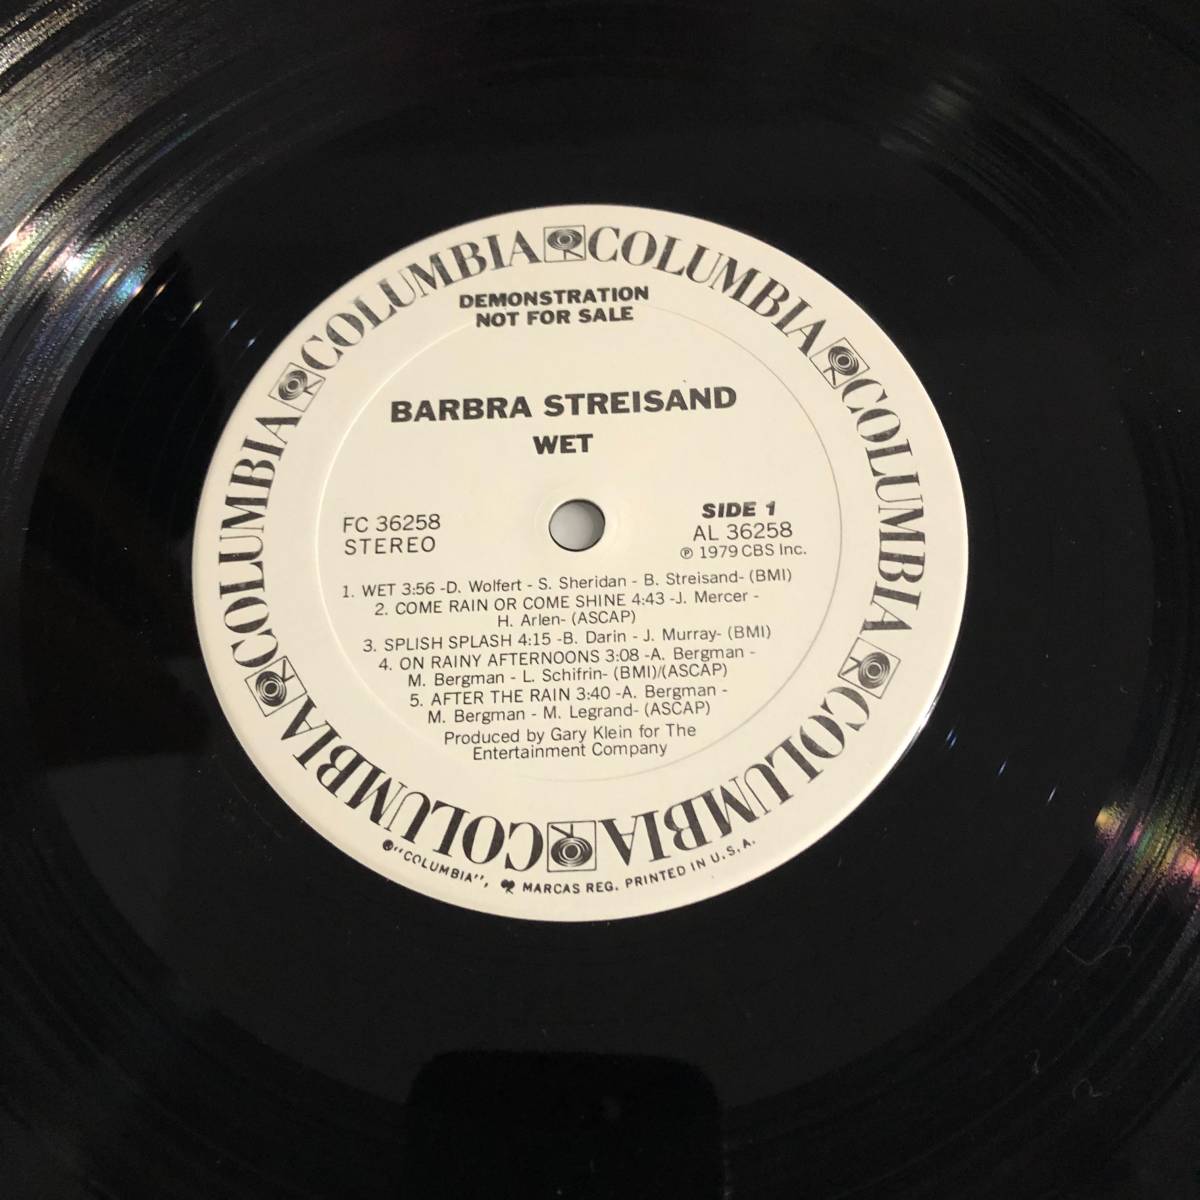 COLUMBIA COLUMBIA COLUMBIA COLUMBIA COLUMBIA COLUMBIA COLUMBIA COLUMBIA
DEMONSTRATION
NOT FOR SALE
BARBRA STREISAND
WET
FC 36258
STEREO
SIDE 1
AL 36258
℗ 1979 CBS Inc.
1. WET 3:56 -D. Wolfert - S. Sheridan - B. Streisand- (BMI)
2. COME RAIN OR COME SHINE 4:43 -J. Mercer -
H. Arlen- (ASCAP)
3. SPLISH SPLASH 4:15 -B. Darin - J. Murray- (BMI)
4. ON RAINY AFTERNOONS 3:08 -A. Bergman -
M. Bergman - L. Schifrin- (BMI)/(ASCAP)
5. AFTER THE RAIN 3:40 -A. Bergman -
M. Bergman - M. Legrand- (ASCAP)
Produced by Gary Klein for The
Entertainment Company
"COLUMBIA", MARCAS REG. PRINTED IN U.S.A.